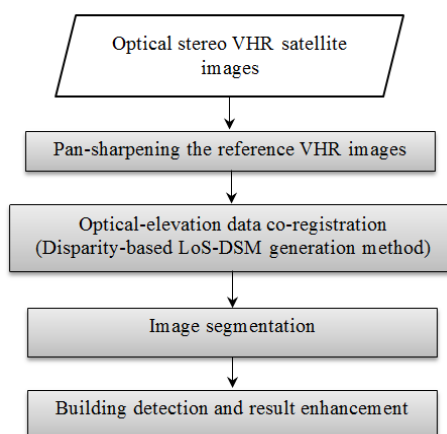 Optical stereo VHR satellite
images
Pan-sharpening the reference VHR images
Optical-elevation data co-registration
(Disparity-based LoS-DSM generation method)
Image segmentation
Building detection and result enhancement